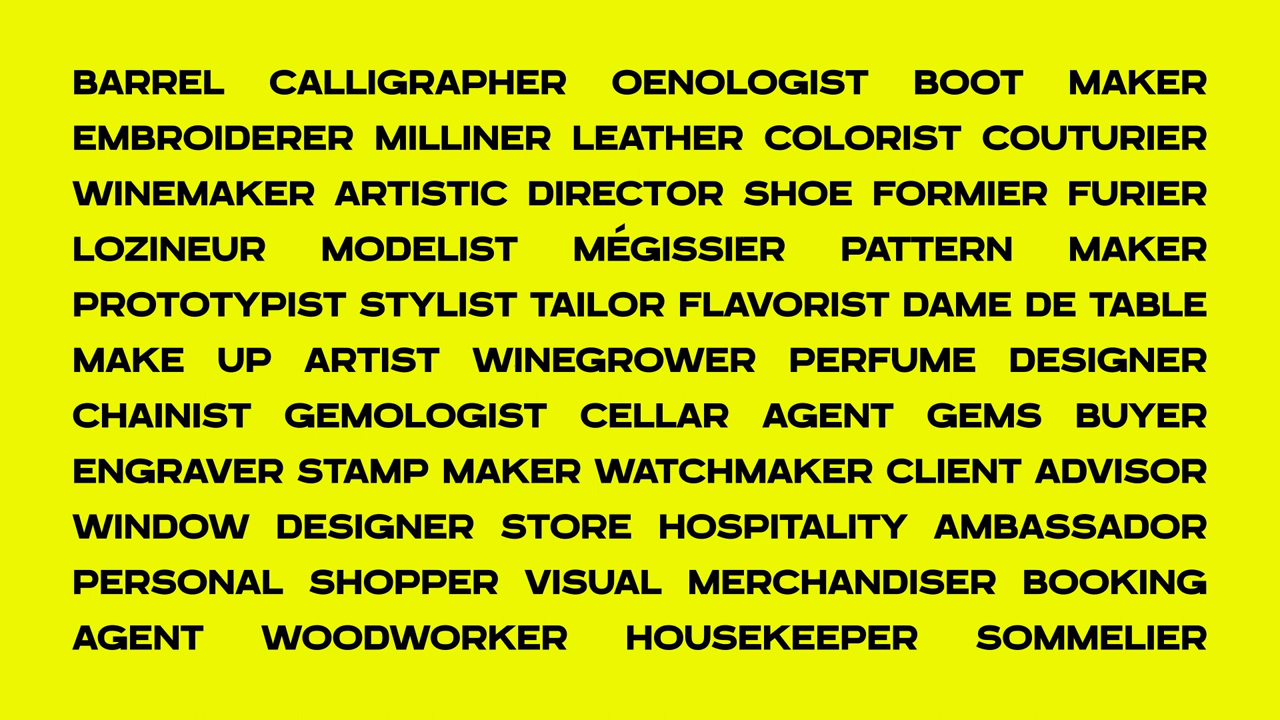 BARREL CALLIGRAPHER OENOLOGIST BOOT MAKER
EMBROIDERER MILLINER LEATHER COLORIST COUTURIER
WINEMAKER ARTISTIC DIRECTOR SHOE FORMIER FURIER
LOZINEUR MODELIST MÉGISSIER PATTERN MAKER
PROTOTYPIST STYLIST TAILOR FLAVORIST DAME DE TABLE
MAKE UP ARTIST WINEGROWER PERFUME DESIGNER
CHAINIST GEMOLOGIST CELLAR AGENT GEMS BUYER
ENGRAVER STAMP MAKER WATCHMAKER CLIENT ADVISOR
WINDOW DESIGNER STORE HOSPITALITY AMBASSADOR
PERSONAL SHOPPER VISUAL MERCHANDISER BOOKING
AGENT WOODWORKER HOUSEKEEPER SOMMELIER